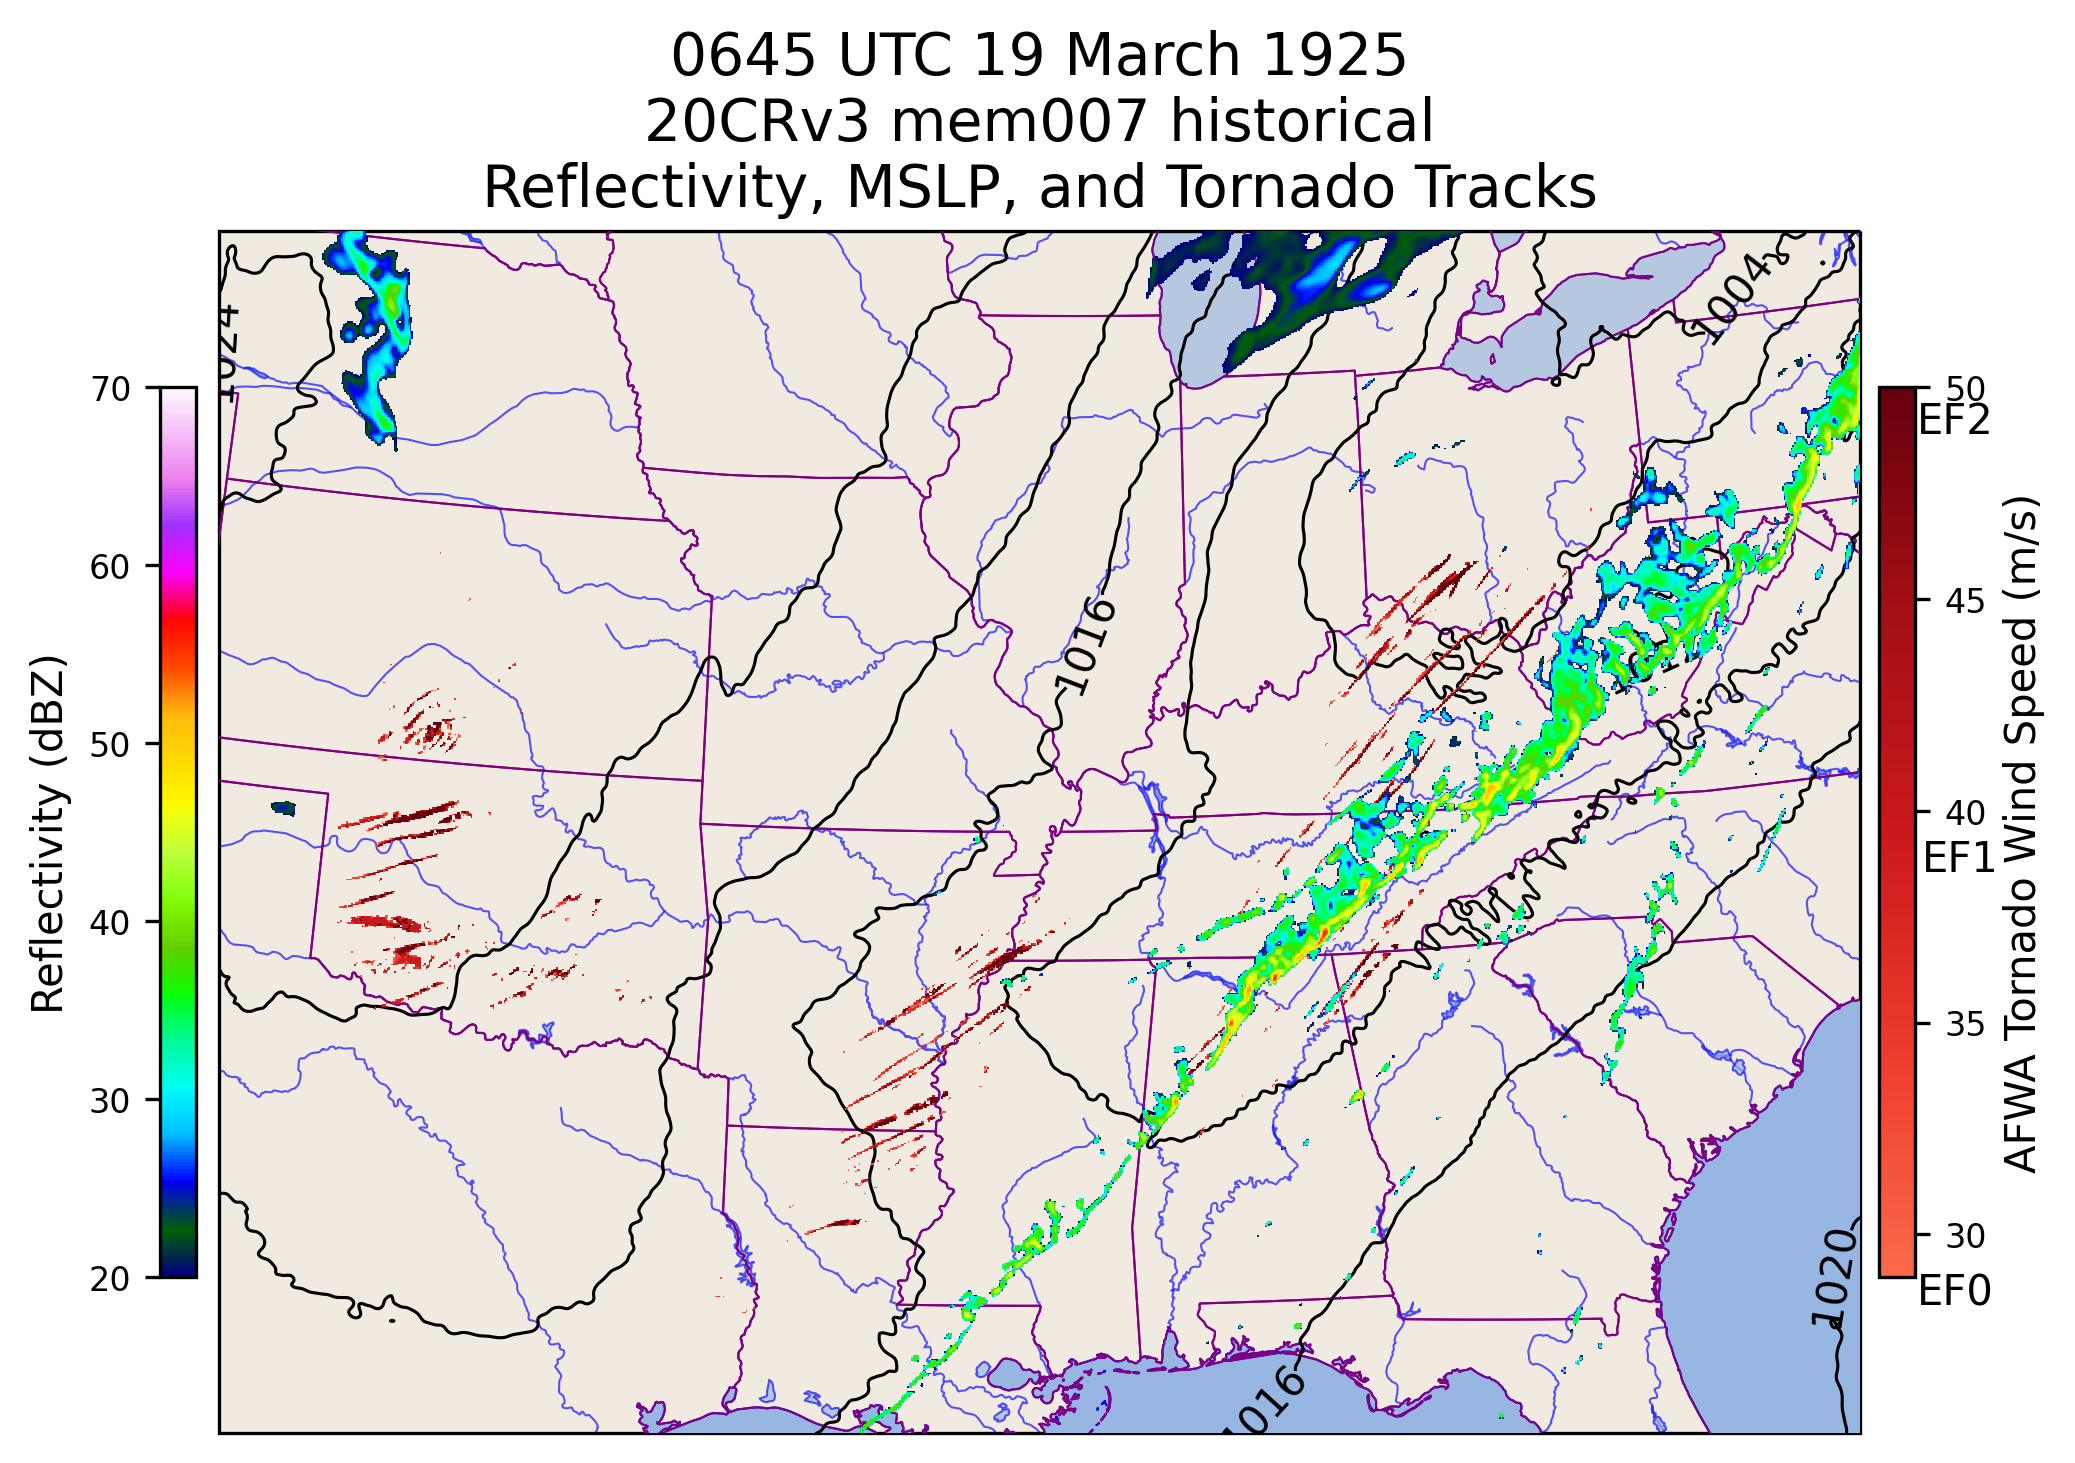 0645 UTC 19 March 1925
20CRv3 mem007 historical
Reflectivity, MSLP, and Tornado Tracks
1024
1004
1016
1016
1020
Reflectivity (dBZ)
70
60
50
40
30
20
50
EF2
45
40
EF1
35
30
EF0
AFWA Tornado Wind Speed (m/s)